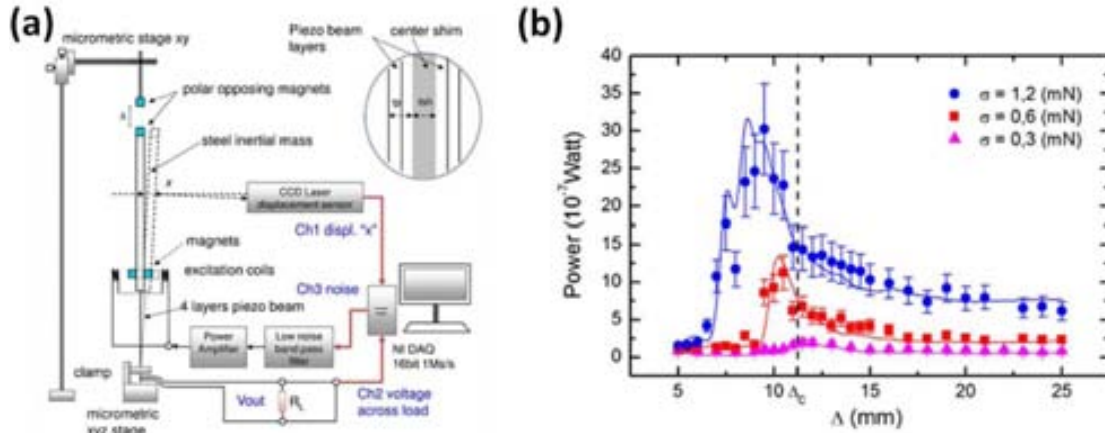 (a)
micrometric stage xy
polar opposing magnets
steel inertial mass
x
magnets
excitation coils
4 layers piezo beam
clamp
micrometric
xyz stage
Piezo beam
layers
center shim
CCD Laser
displacement sensor
Ch1 displ. "x"
Ch3 noise
Power
Amplifier
Low noise
band pass
filter
NI DAQ
16bit 1Ms/s
Vout
R_L
Ch2 voltage
across load
(b)
Power (10⁻⁷Watt)
40
35
30
25
20
15
10
5
0
σ = 1,2 (mN)
σ = 0,6 (mN)
σ = 0,3 (mN)
5
10
Δc
15
20
25
Δ (mm)